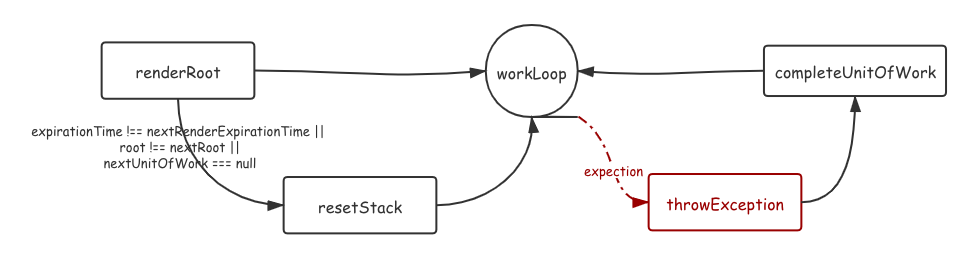 renderRoot
workLoop
completeUnitOfWork
expirationTime !== nextRenderExpirationTime ||
root !== nextRoot ||
nextUnitOfWork === null
expection
resetStack
throwException